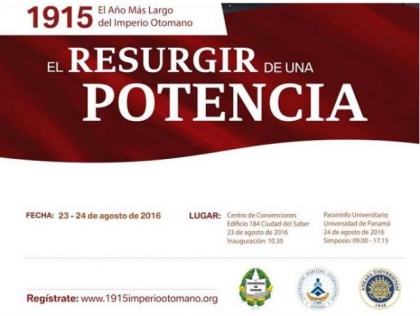 1915 El Año Más Largo
del Imperio Otomano
EL RESURGIR DE UNA
POTENCIA
FECHA: 23 - 24 de agosto de 2016
LUGAR:
Centro de Convenciones
Edificio 184 Ciudad del Saber
23 de agosto de 2016
Inauguración: 10.30
Paraninfo Universitario
Universidad de Panamá
24 de agosto de 2016
Simposio: 09.00 - 17.15
Regístrate: www.1915imperiootomano.org